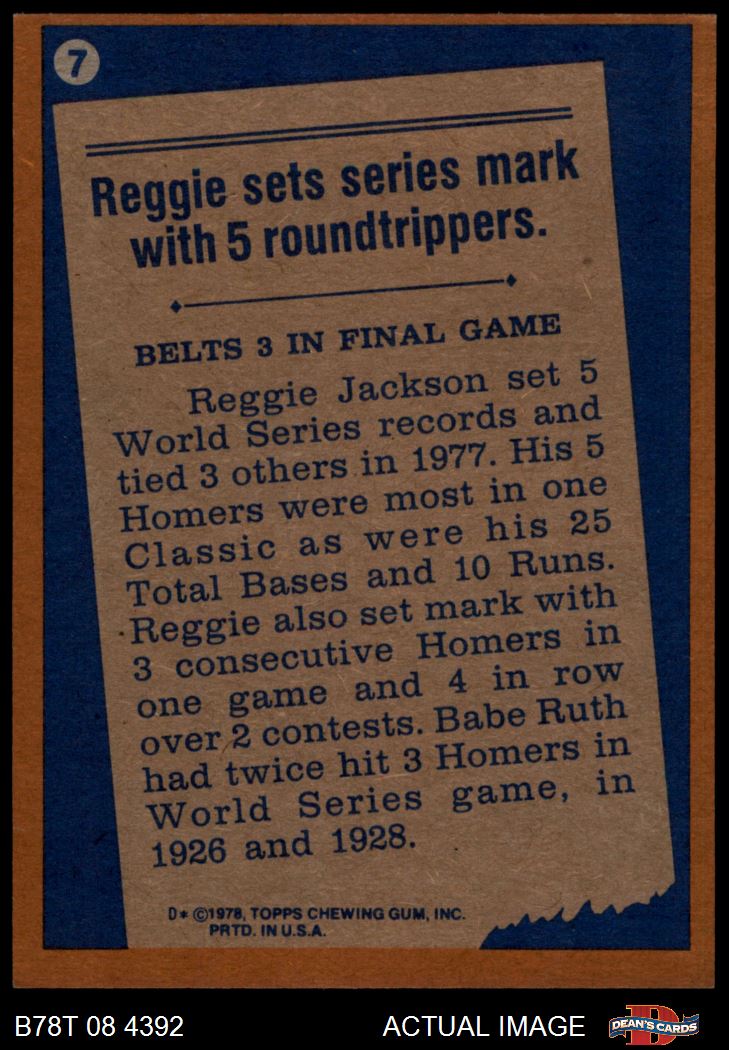 7
Reggie sets series mark
with 5 roundtrippers.
BELTS 3 IN FINAL GAME
Reggie Jackson set 5
World Series records and
tied 3 others in 1977. His 5
Homers were most in one
Classic as were his 25
Total Bases and 10 Runs.
Reggie also set mark with
3 consecutive Homers in
one game and 4 in row
over 2 contests. Babe Ruth
had twice hit 3 Homers in
World Series game, in
1926 and 1928.
D* ©1978, TOPPS CHEWING GUM, INC.
PRTD. IN U.S.A.
B78T 08 4392 ACTUAL IMAGE D DEAN'S CARDS